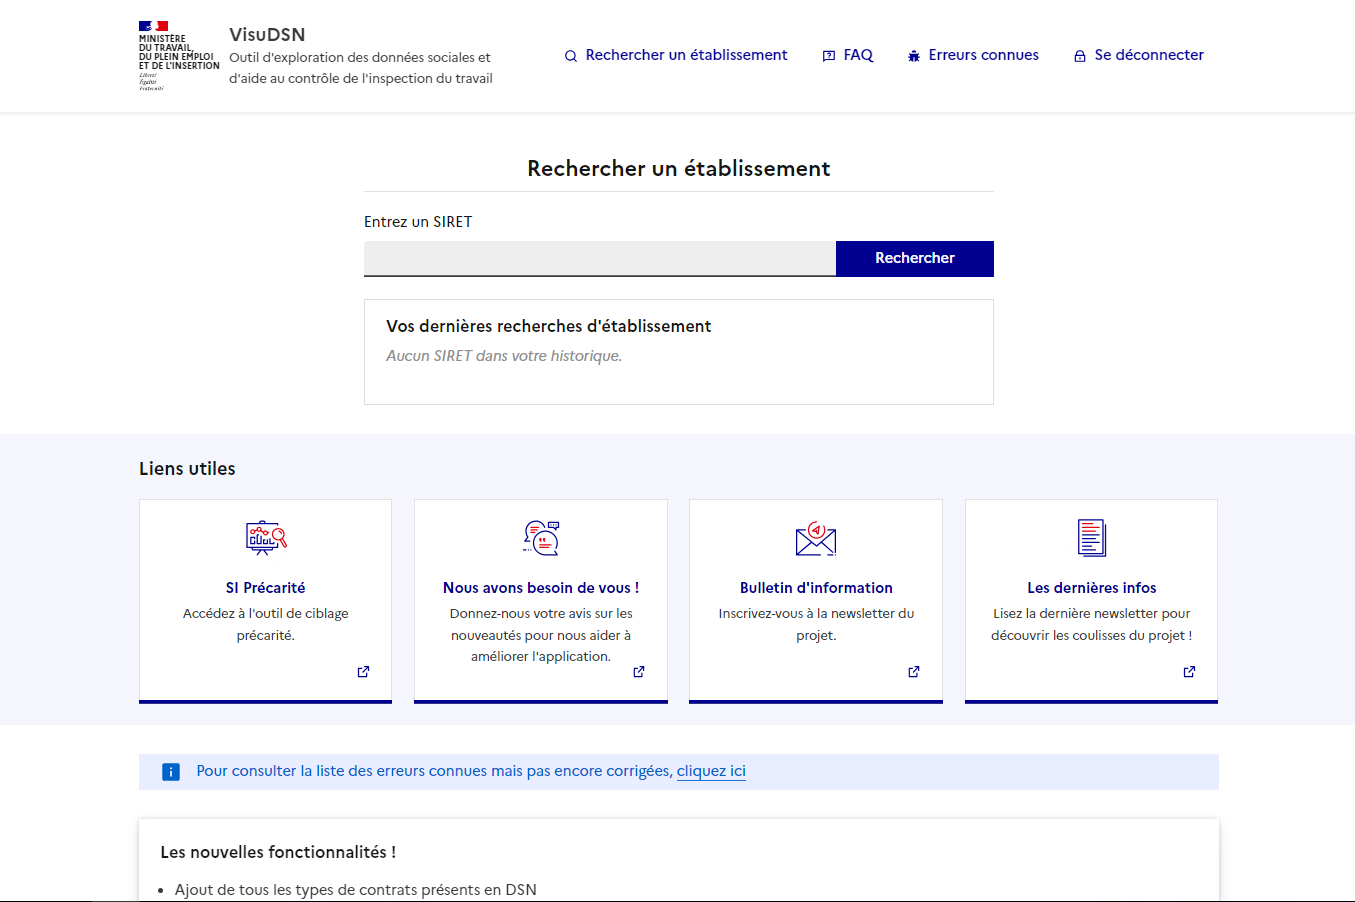 MINISTÈRE
DU TRAVAIL,
DU PLEIN EMPLOI
ET DE L'INSERTION
Liberté
Égalité
Fraternité
VisuDSN
Outil d'exploration des données sociales et
d'aide au contrôle de l'inspection du travail
Rechercher un établissement
FAQ
Erreurs connues
Se déconnecter
Rechercher un établissement
Entrez un SIRET
Rechercher
Vos dernières recherches d'établissement
Aucun SIRET dans votre historique.
Liens utiles
SI Précarité
Accédez à l'outil de ciblage
précarité.
Nous avons besoin de vous !
Donnez-nous votre avis sur les
nouveautés pour nous aider à
améliorer l'application.
Bulletin d'information
Inscrivez-vous à la newsletter du
projet.
Les dernières infos
Lisez la dernière newsletter pour
découvrir les coulisses du projet !
Pour consulter la liste des erreurs connues mais pas encore corrigées, cliquez ici
Les nouvelles fonctionnalités !
• Ajout de tous les types de contrats présents en DSN